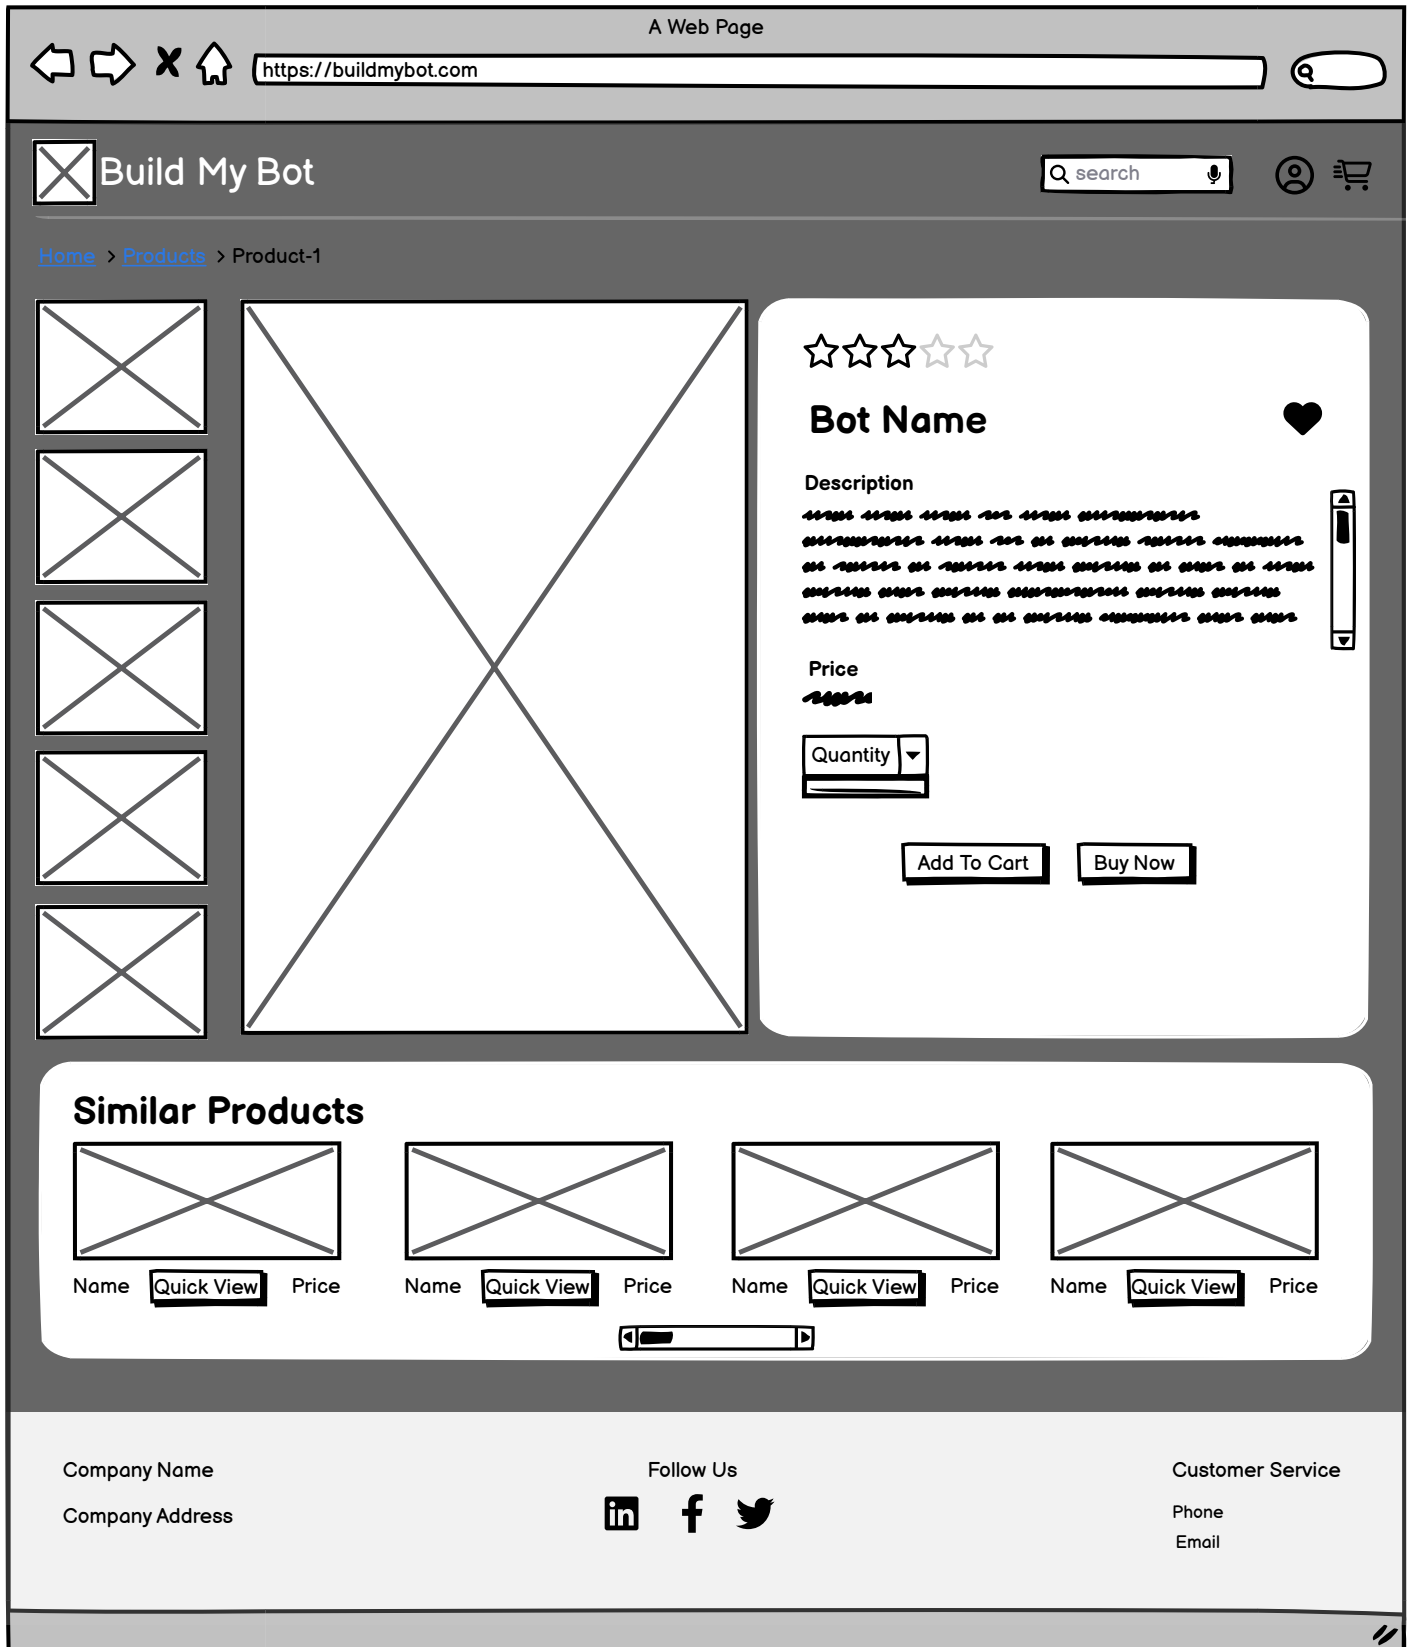 A Web Page
https://buildmybot.com
Build My Bot
search
Home > Products > Product-1
Bot Name
Description
Price
Quantity
Add To Cart
Buy Now
Similar Products
Name Quick View Price
Name Quick View Price
Name Quick View Price
Name Quick View Price
Company Name
Company Address
Follow Us
in f
Customer Service
Phone
Email